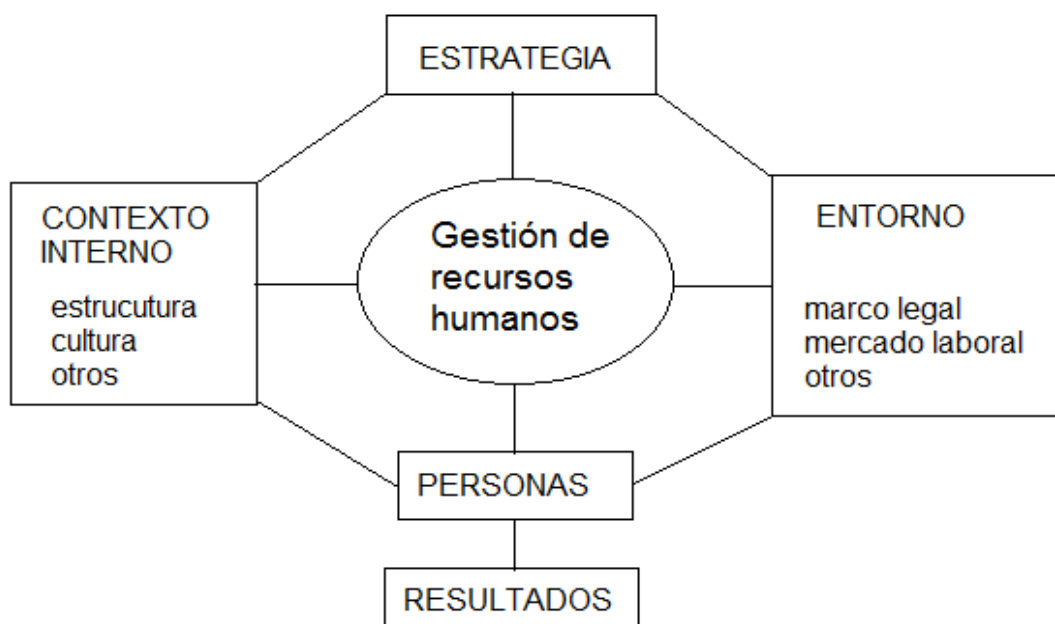 ESTRATEGIA
CONTEXTO
INTERNO
estrucutura
cultura
otros
Gestión de
recursos
humanos
ENTORNO
marco legal
mercado laboral
otros
PERSONAS
RESULTADOS